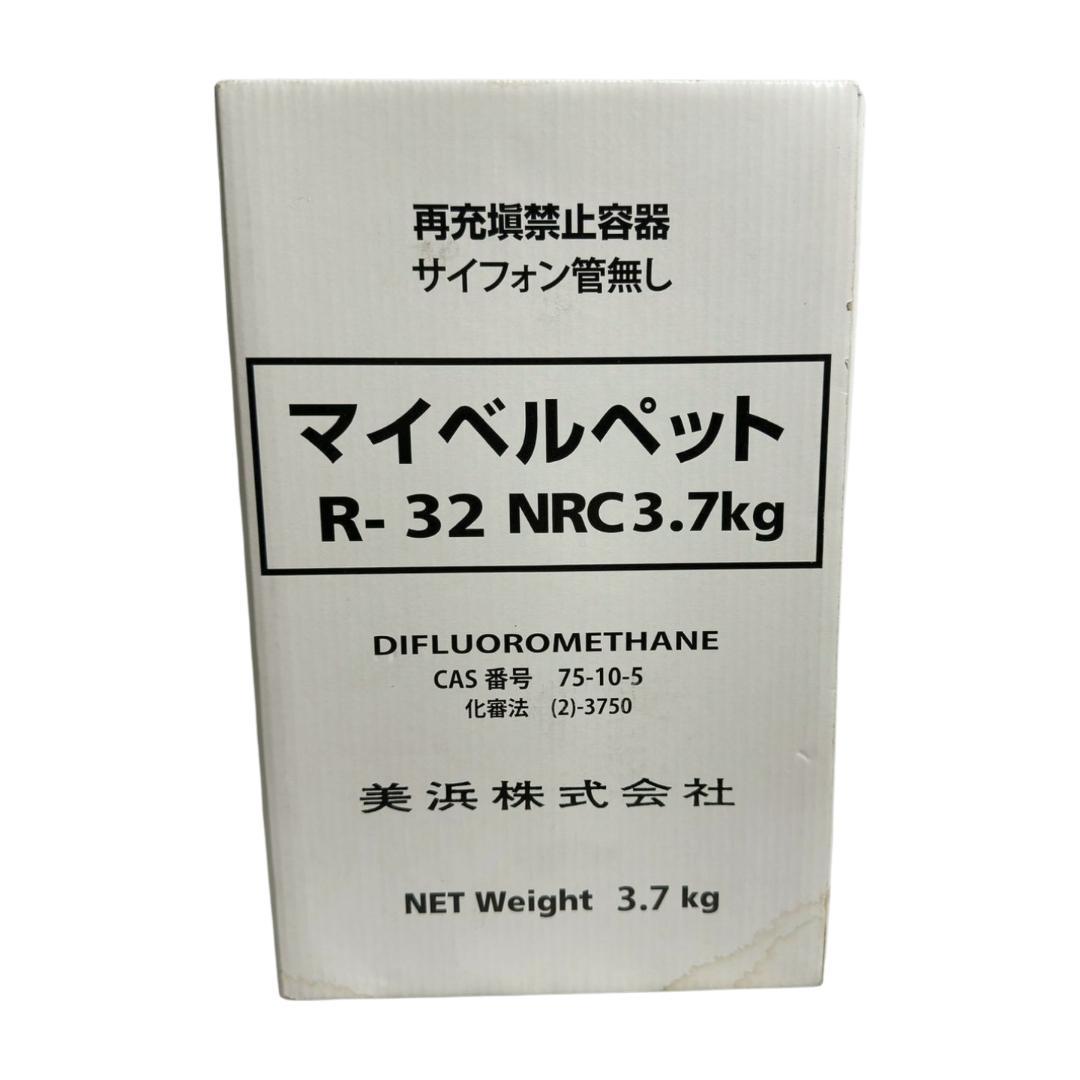 再充塡禁止容器
サイフォン管無し
マイベルペット
R- 32 NRC3.7kg
DIFLUOROMETHANE
CAS 番号 75-10-5
化審法 (2)-3750
美浜株式会社
NET Weight 3.7 kg